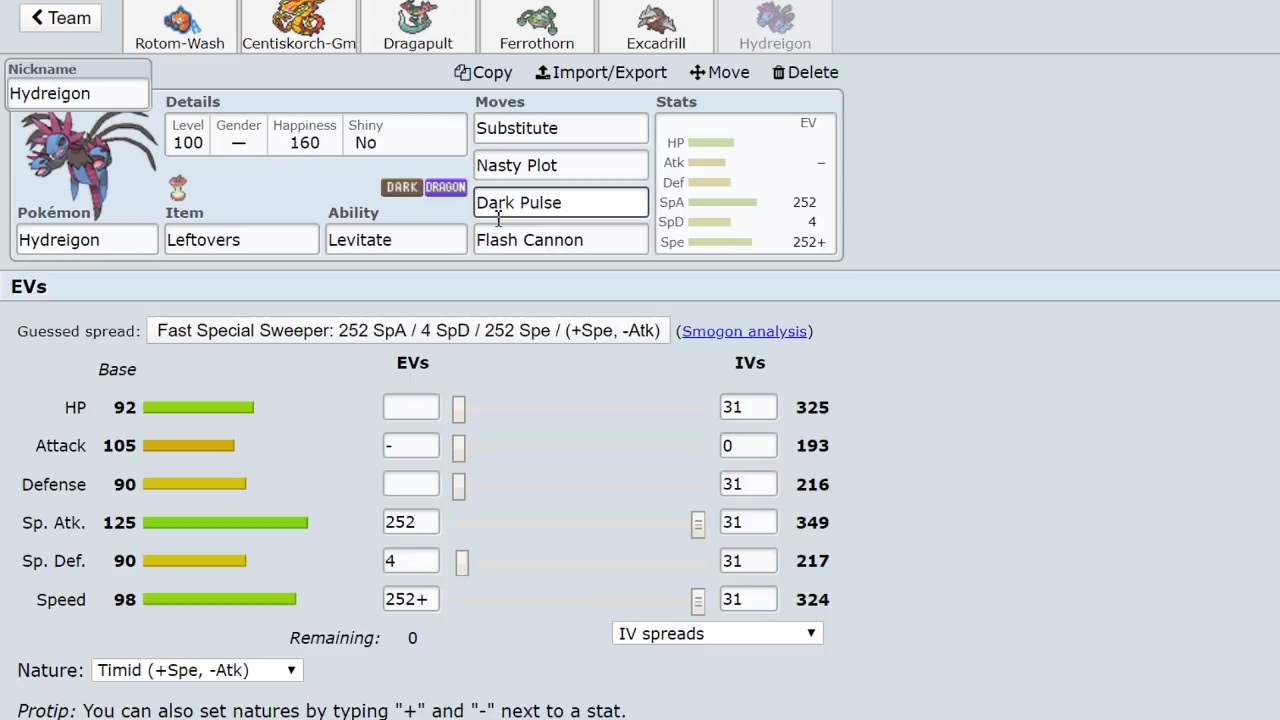 Team
Rotom-Wash
Centiskorch-Gm
Dragapult
Ferrothorn
Excadrill
Hydreigon
Nickname
Hydreigon
Copy
Import/Export
Move
Delete
Details
Moves
Stats
Level
100
Gender
—
Happiness
160
Shiny
No
DARK DRAGON
Pokémon
Hydreigon
Item
Leftovers
Ability
Levitate
Substitute
Nasty Plot
Dark Pulse
Flash Cannon
EV
HP
Atk –
Def
SpA 252
SpD 4
Spe 252+
EVs
Guessed spread: Fast Special Sweeper: 252 SpA / 4 SpD / 252 Spe / (+Spe, -Atk) (Smogon analysis)
Base EVs IVs
HP 92 31 325
Attack 105 - 0 193
Defense 90 31 216
Sp. Atk. 125 252 31 349
Sp. Def. 90 4 31 217
Speed 98 252+ 31 324
Remaining: 0 IV spreads
Nature: Timid (+Spe, -Atk)
Protip: You can also set natures by typing "+" and "-" next to a stat.